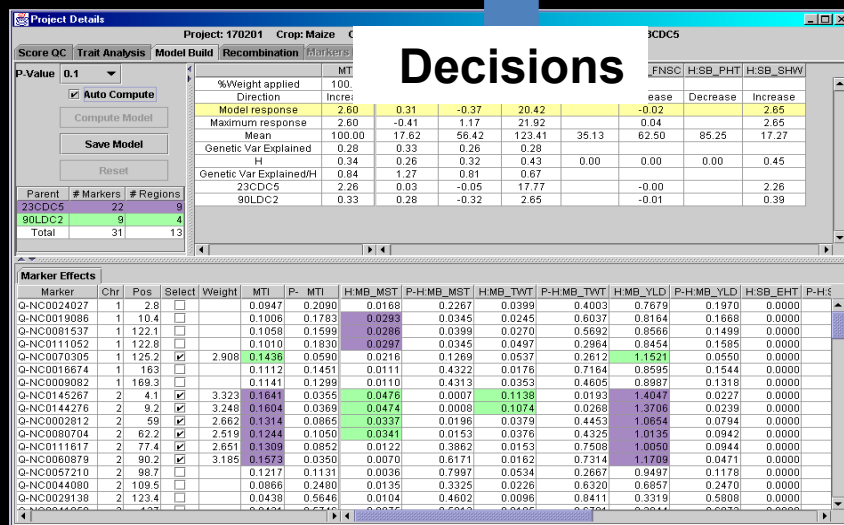 Project Details
Project: 170201 Crop: Maize
Decisions
Score QC Trait Analysis Model Build Recombination Markers
P-Value 0.1
Auto Compute
Compute Model
Save Model
Reset
Parent # Markers # Regions
23CDC5 22 9
90LDC2 9 4
Total 31 13
H:SB_PHT H:SB_SHW
%Weight applied 100.
Direction Decrease Increase
Model response 2.60 0.31 -0.37 20.42 -0.02 2.65
Maximum response 2.60 -0.41 1.17 21.92 0.04 2.65
Mean 100.00 17.62 56.42 123.41 35.13 62.50 85.25 17.27
Genetic Var Explained 0.28 0.33 0.26 0.28
H 0.34 0.26 0.32 0.43 0.00 0.00 0.00 0.45
Genetic Var Explained/H 0.84 1.27 0.81 0.67
23CDC5 2.26 0.03 -0.05 17.77 -0.00 2.26
90LDC2 0.33 0.28 -0.32 2.65 -0.01 0.39
Marker Effects
Marker Chr Pos Select Weight MTI P- MTI H:MB_MST P-H:MB_MST H:MB_TWT P-H:MB_TWT H:MB_YLD P-H:MB_YLD H:SB_EHT P-H:S
Q-NC0024027 1 2.8 0.0947 0.2090 0.0168 0.2267 0.0399 0.4003 0.7679 0.1970 0.0000
Q-NC0019086 1 10.4 0.1006 0.1783 0.0293 0.0345 0.0245 0.6037 0.8164 0.1668 0.0000
Q-NC0081537 1 122.1 0.1058 0.1599 0.0286 0.0399 0.0270 0.5692 0.8566 0.1499 0.0000
Q-NC0111052 1 122.8 0.1010 0.1830 0.0297 0.0345 0.0497 0.2964 0.8454 0.1585 0.0000
Q-NC0070305 1 125.2 2.908 0.1436 0.0590 0.0216 0.1269 0.0537 0.2612 1.1521 0.0550 0.0000
Q-NC0016674 1 163 0.1112 0.1451 0.0111 0.4322 0.0176 0.7164 0.8595 0.1544 0.0000
Q-NC0009082 1 169.3 0.1141 0.1299 0.0110 0.4313 0.0353 0.4605 0.8987 0.1318 0.0000
Q-NC0145267 2 4.1 3.323 0.1641 0.0355 0.0476 0.0007 0.1138 0.0193 1.4047 0.0227 0.0000
Q-NC0144276 2 9.2 3.248 0.1604 0.0369 0.0474 0.0008 0.1074 0.0268 1.3706 0.0239 0.0000
Q-NC0002812 2 59 2.662 0.1314 0.0865 0.0337 0.0196 0.0379 0.4453 1.0654 0.0794 0.0000
Q-NC0080704 2 62.2 2.519 0.1244 0.1050 0.0341 0.0153 0.0376 0.4325 1.0135 0.0942 0.0000
Q-NC0111617 2 77.4 2.651 0.1309 0.0852 0.0122 0.3862 0.0153 0.7508 1.0050 0.0944 0.0000
Q-NC0060879 2 90.2 3.185 0.1573 0.0350 0.0070 0.6171 0.0162 0.7314 1.1709 0.0471 0.0000
Q-NC0057210 2 98.7 0.1217 0.1131 0.0036 0.7997 0.0534 0.2667 0.9497 0.1178 0.0000
Q-NC0044080 2 109.5 0.0866 0.2480 0.0135 0.3335 0.0226 0.6320 0.6857 0.2470 0.0000
Q-NC0029138 2 123.4 0.0438 0.5646 0.0104 0.4602 0.0096 0.8411 0.3319 0.5808 0.0000